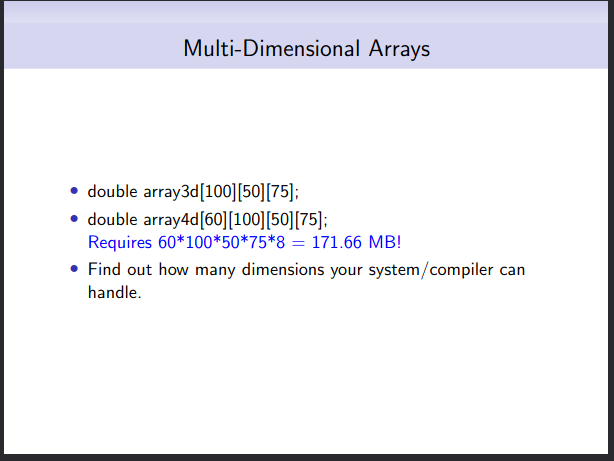 Multi-Dimensional Arrays
• double array3d[100][50][75];
• double array4d[60][100][50][75];
Requires 60*100*50*75*8 = 171.66 MB!
• Find out how many dimensions your system/compiler can
handle.